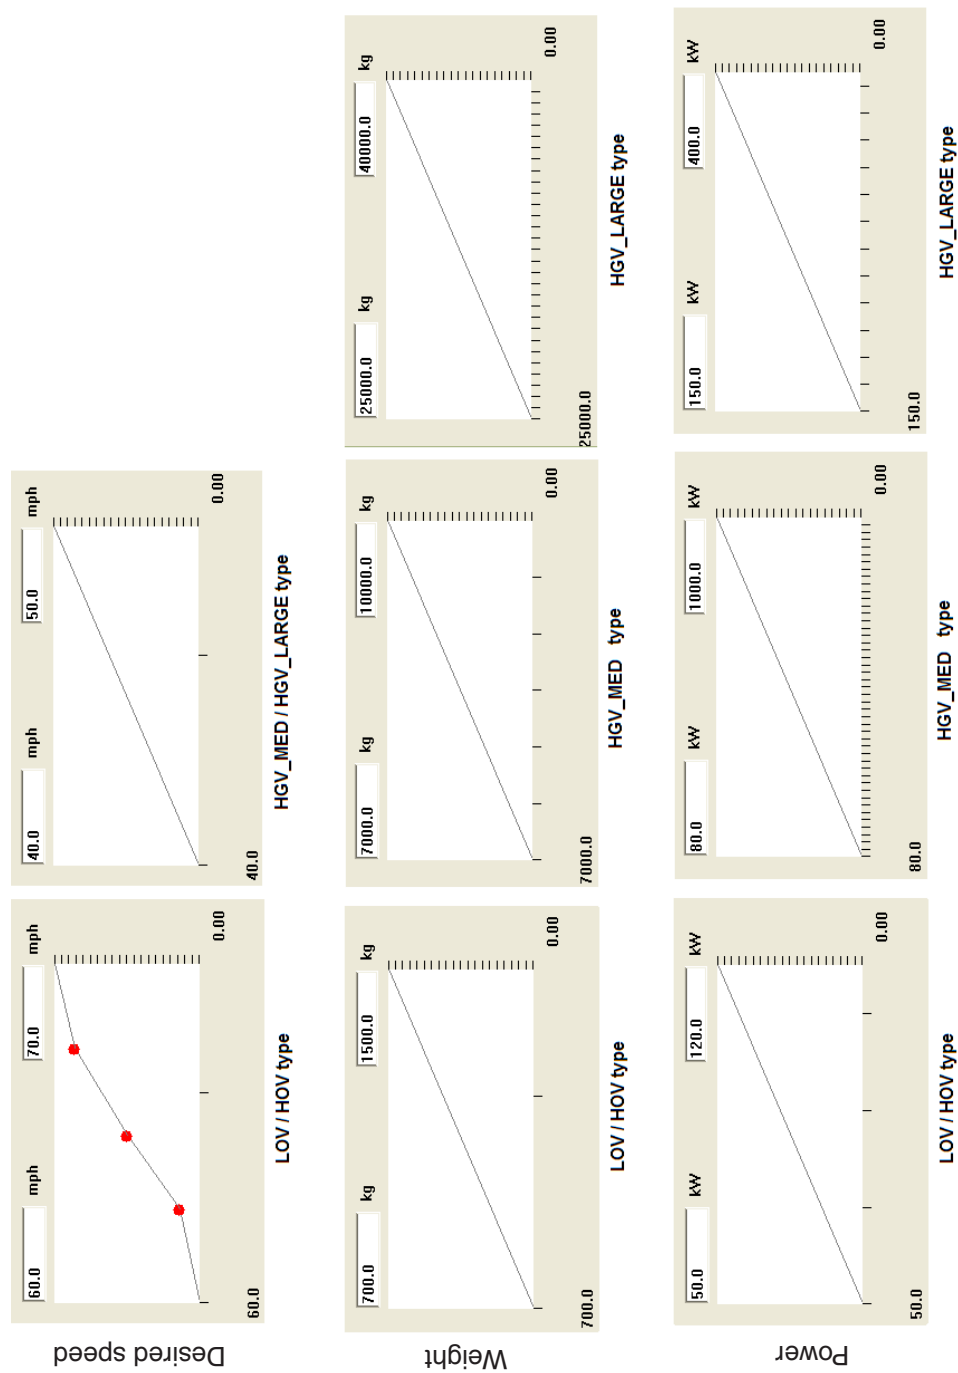 Desired speed
60.0 mph 70.0 mph
60.0 0.00
LOV / HOV type
40.0 mph 50.0 mph
40.0 0.00
HGV_MED / HGV_LARGE type
Weight
700.0 kg 1500.0 kg
700.0 0.00
LOV / HOV type
7000.0 kg 10000.0 kg
7000.0 0.00
HGV_MED type
25000.0 kg 40000.0 kg
25000.0 0.00
HGV_LARGE type
Power
50.0 kW 120.0 kW
50.0 0.00
LOV / HOV type
80.0 kW 1000.0 kW
80.0 0.00
HGV_MED type
150.0 kW 400.0 kW
150.0 0.00
HGV_LARGE type